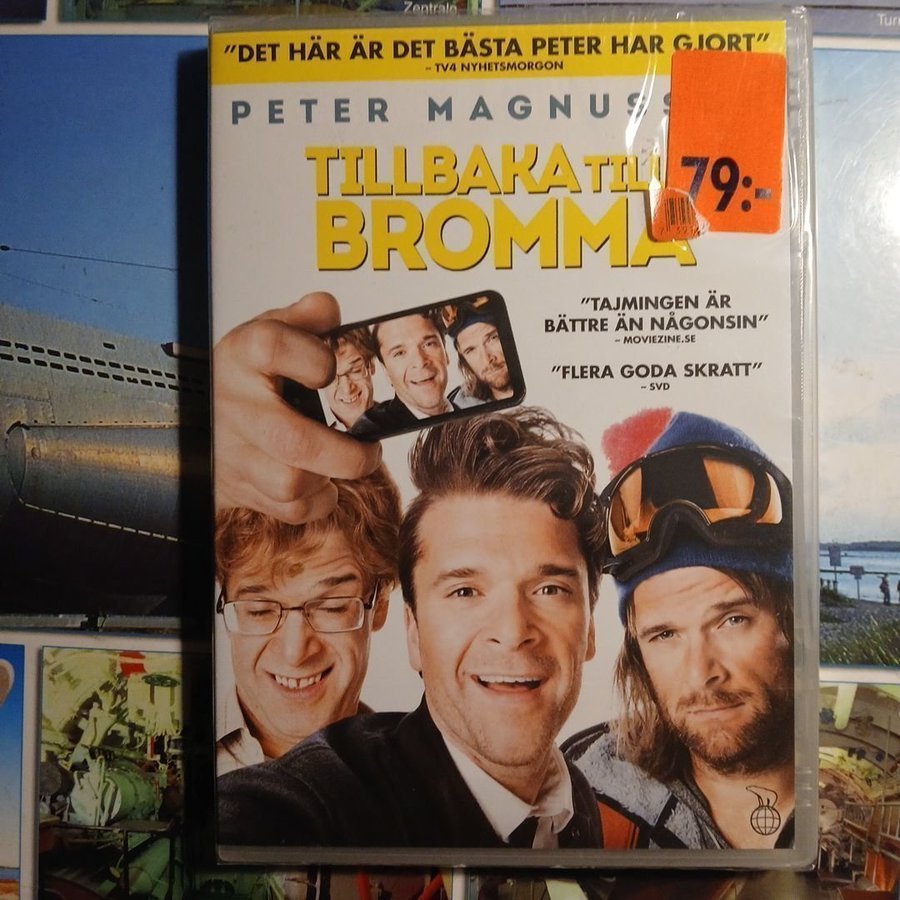 Zentrale
"DET HÄR ÄR DET BÄSTA PETER HAR GJORT"
– TV4 NYHETSMORGON
PETER MAGNUSS
79:-
TILLBAKA TILL
BROMMA
"TAJMINGEN ÄR
BÄTTRE ÄN NÅGONSIN"
– MOVIEZINE.SE
"FLERA GODA SKRATT"
– SVD